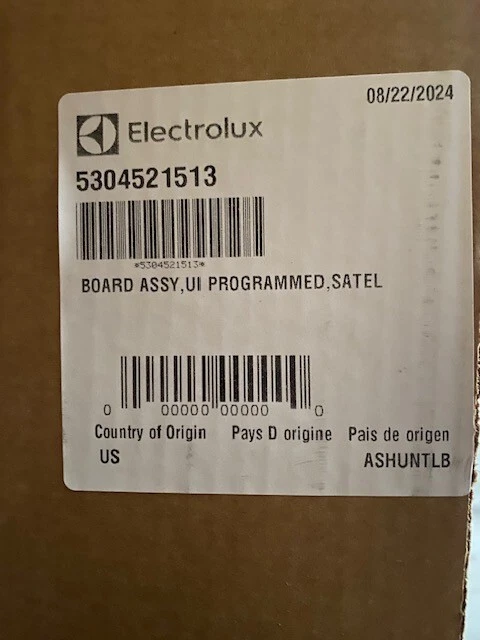 08/22/2024
Electrolux
5304521513
*5304521513*
BOARD ASSY,UI PROGRAMMED,SATEL
0 00000 00000 0
Country of Origin Pays D origine Pais de origen
US ASHUNTLB